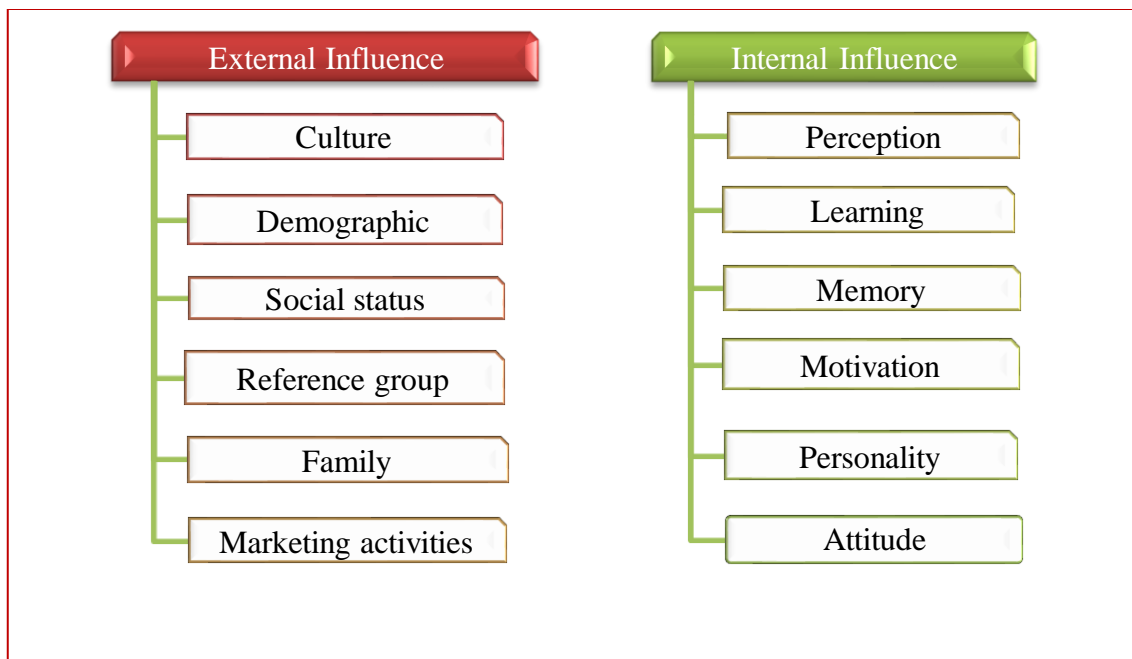 External Influence
Culture
Demographic
Social status
Reference group
Family
Marketing activities
Internal Influence
Perception
Learning
Memory
Motivation
Personality
Attitude